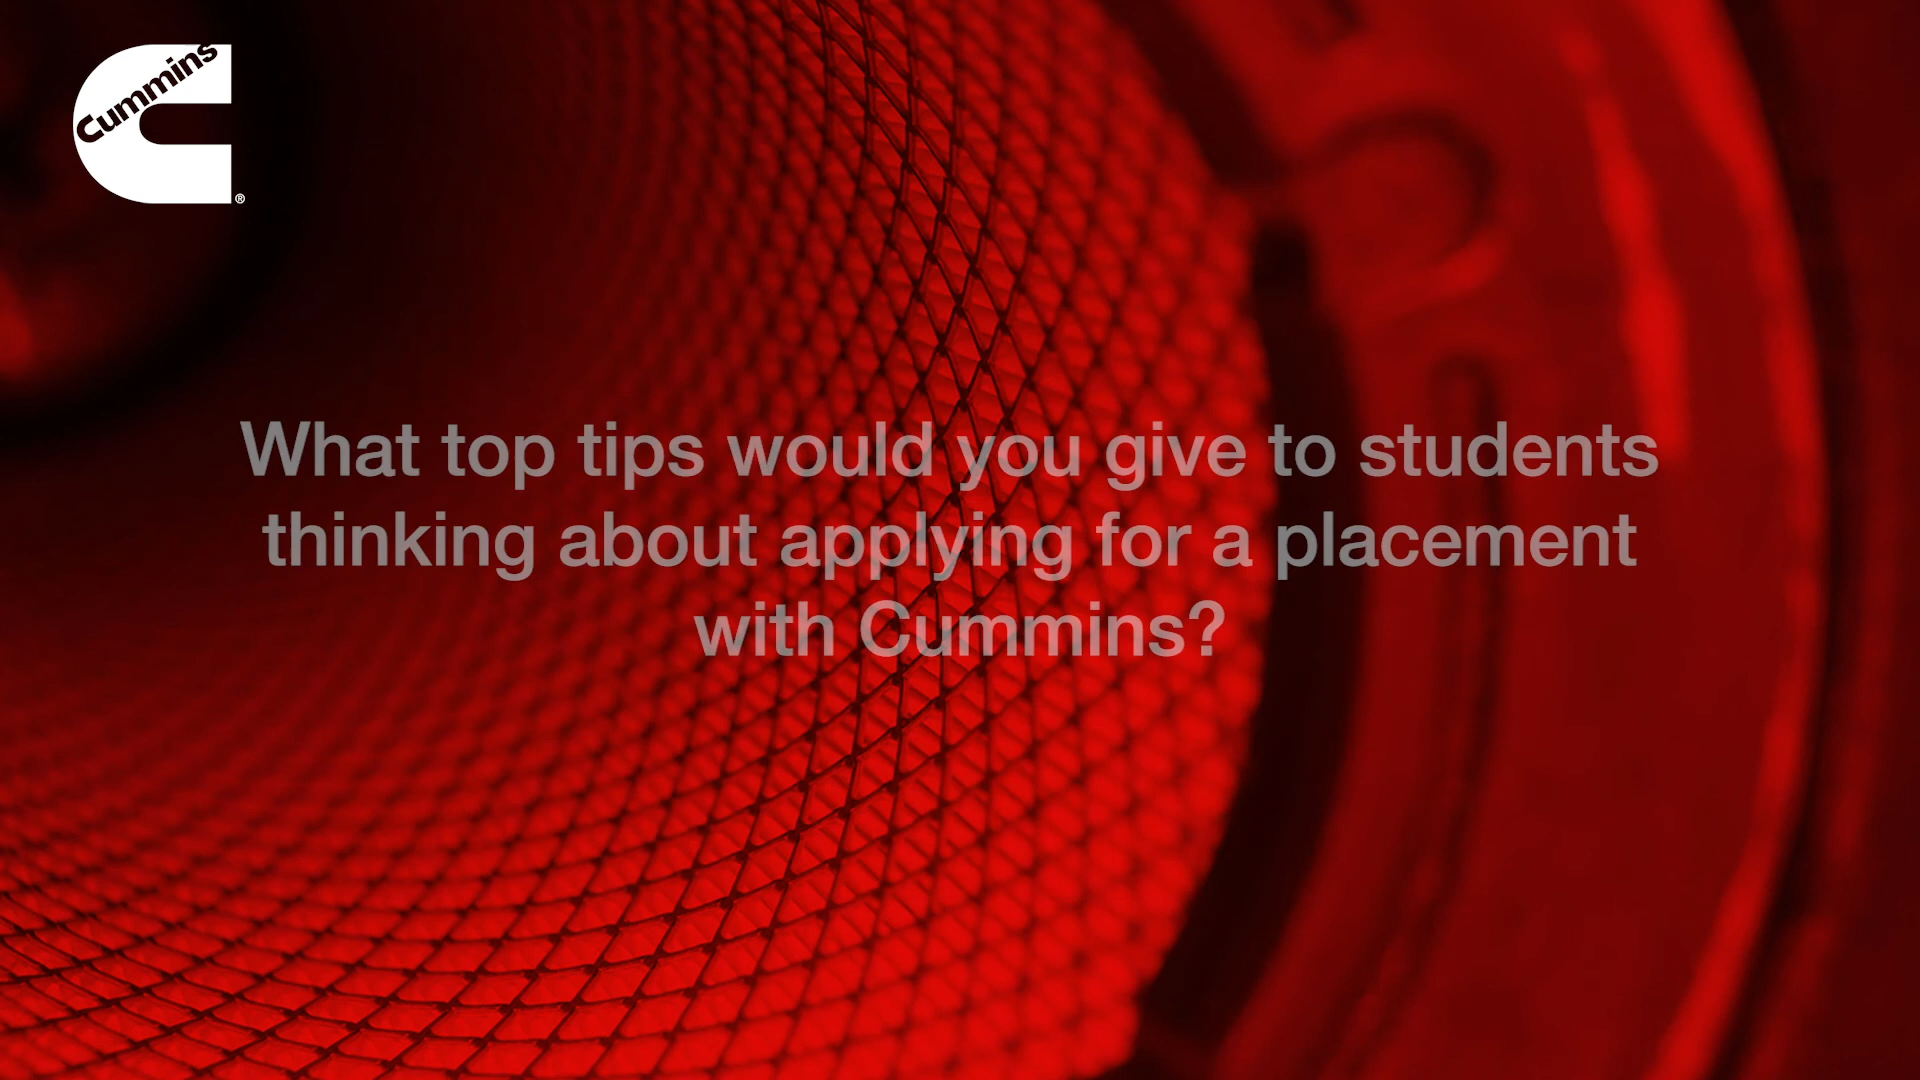 Cummins
®
What top tips would you give to students
thinking about applying for a placement
with Cummins?